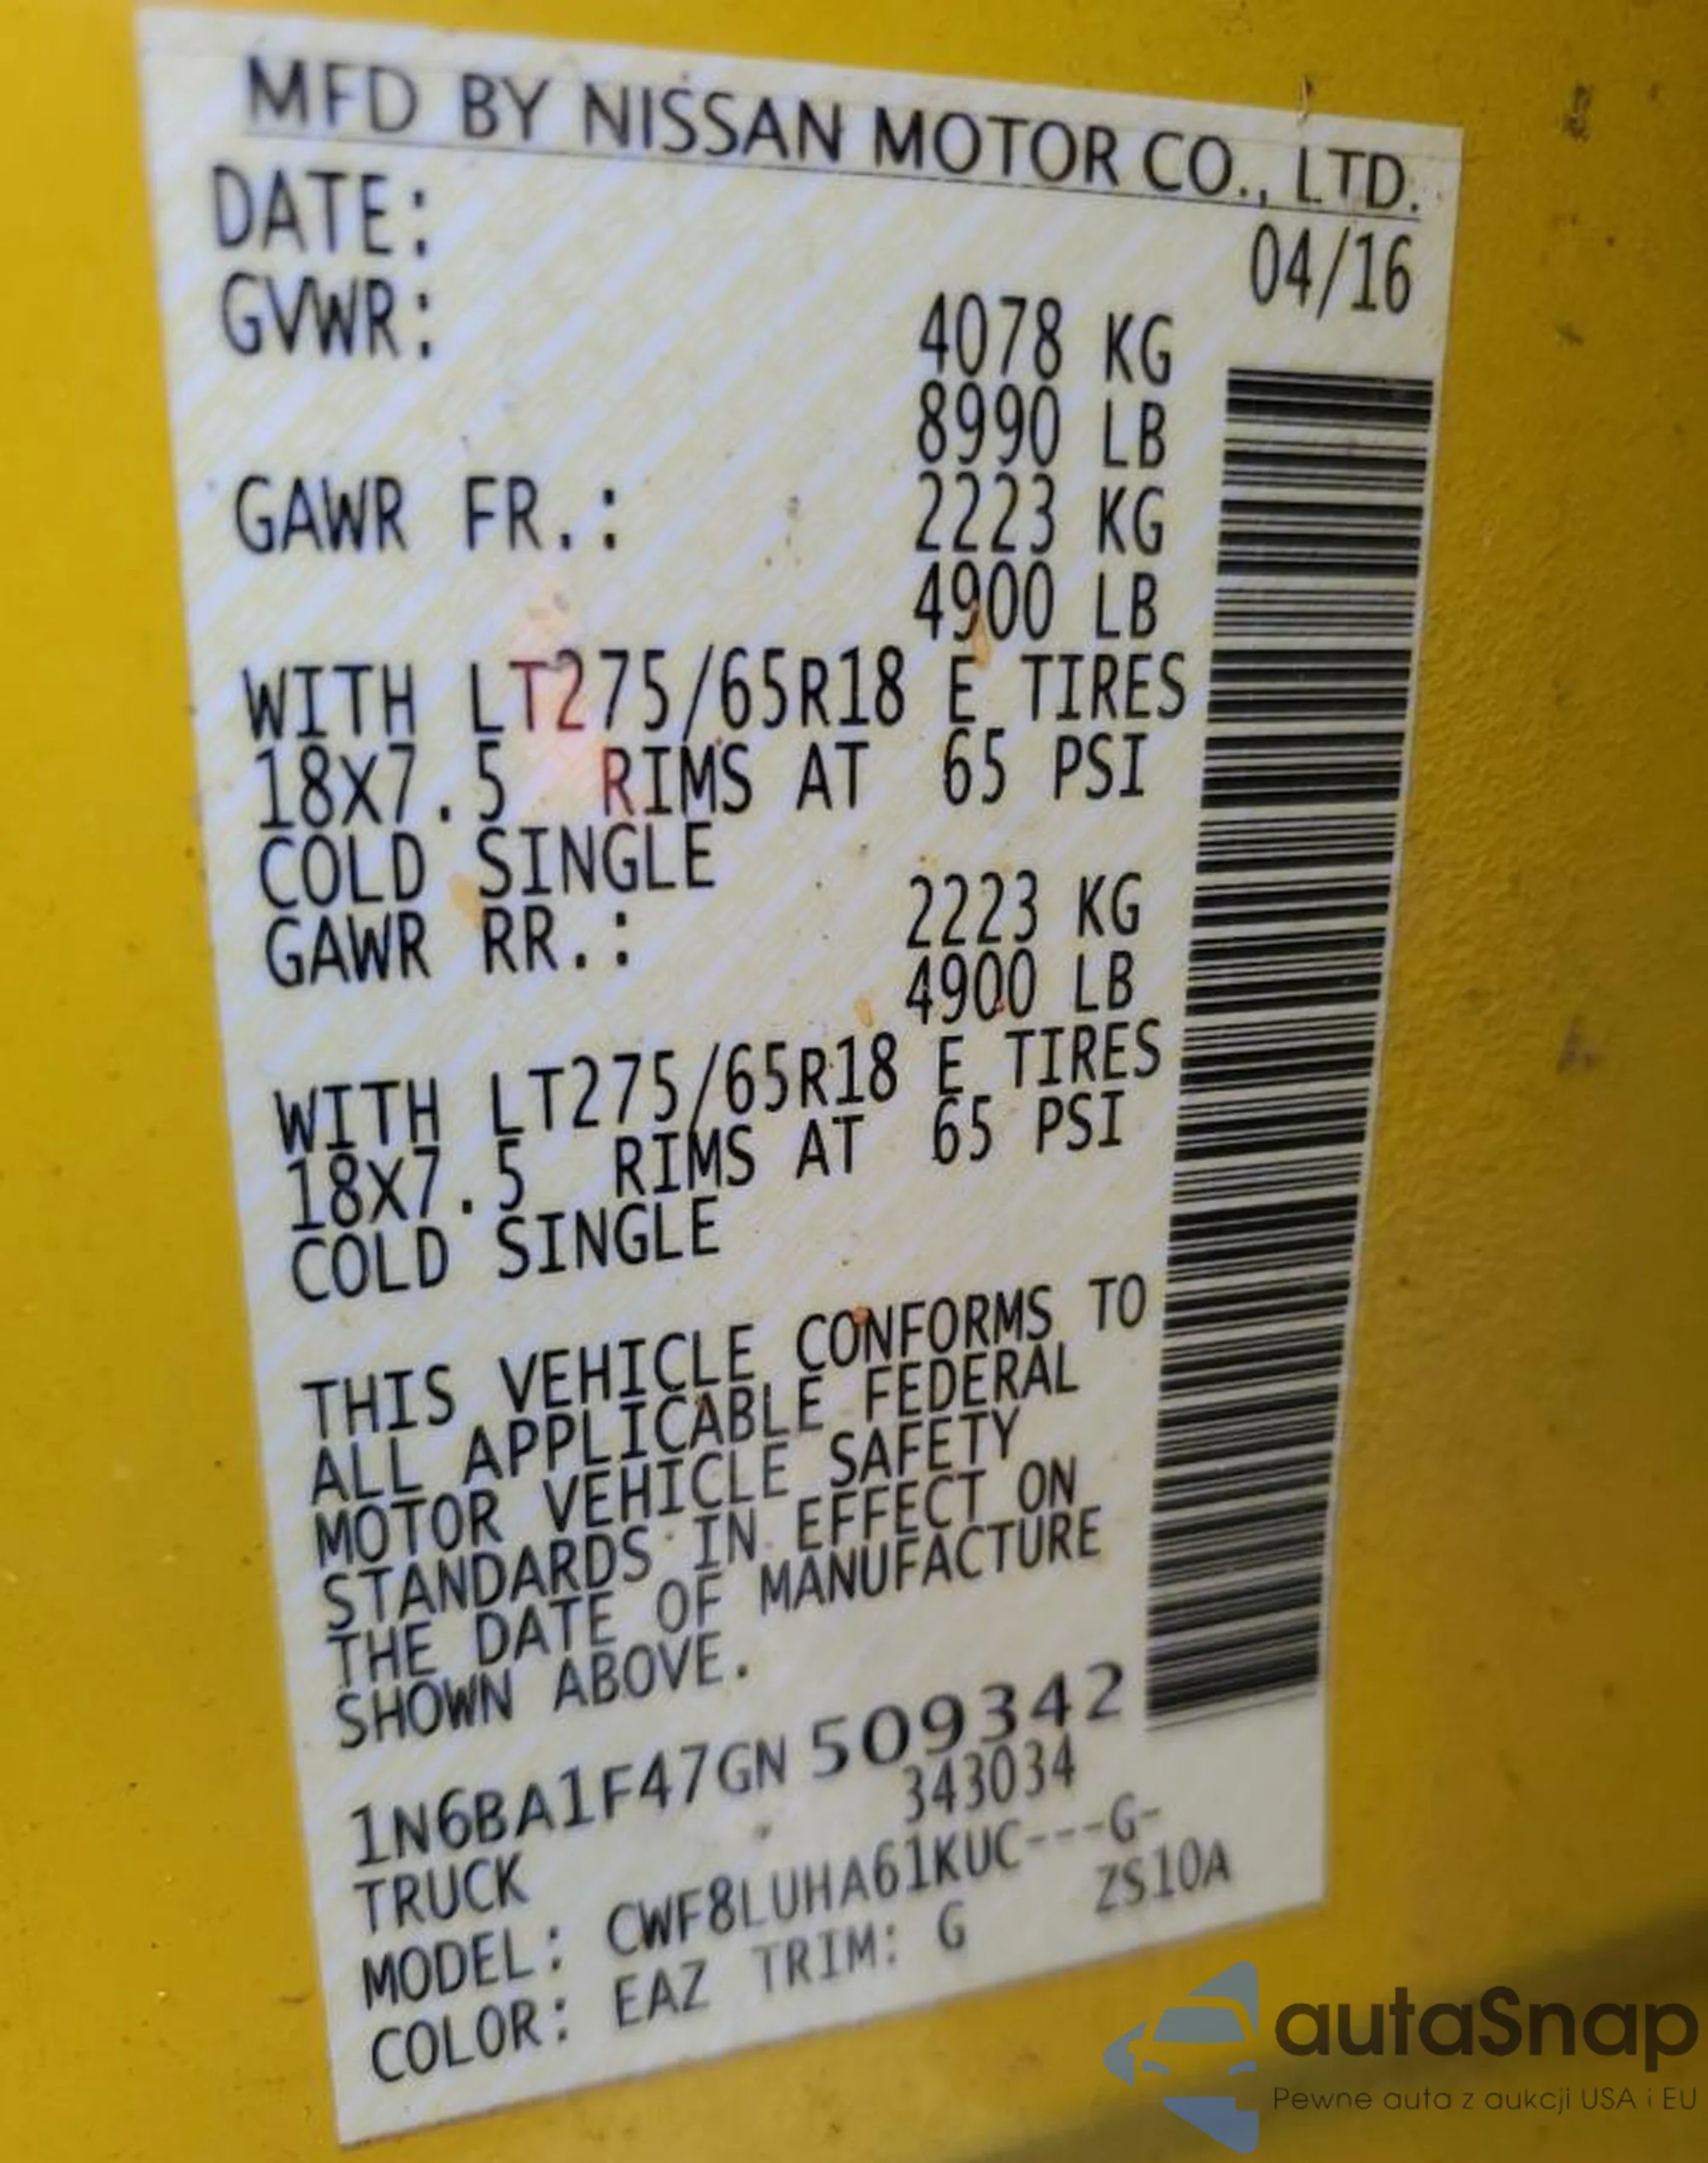 MFD BY NISSAN MOTOR CO., LTD.
DATE: 04/16
GVWR: 4078 KG
8990 LB
GAWR FR.: 2223 KG
4900 LB
WITH LT275/65R18 E TIRES
18X7.5 RIMS AT 65 PSI
COLD SINGLE
GAWR RR.: 2223 KG
4900 LB
WITH LT275/65R18 E TIRES
18X7.5 RIMS AT 65 PSI
COLD SINGLE
THIS VEHICLE CONFORMS TO
ALL APPLICABLE FEDERAL
MOTOR VEHICLE SAFETY
STANDARDS IN EFFECT ON
THE DATE OF MANUFACTURE
SHOWN ABOVE.
1N6BA1F47GN 509342
TRUCK 343034
MODEL: CWF8LUHA61KUC---G-
COLOR: EAZ TRIM: G ZS10A
autaSnap
Pewne auta z aukcji USA i EU